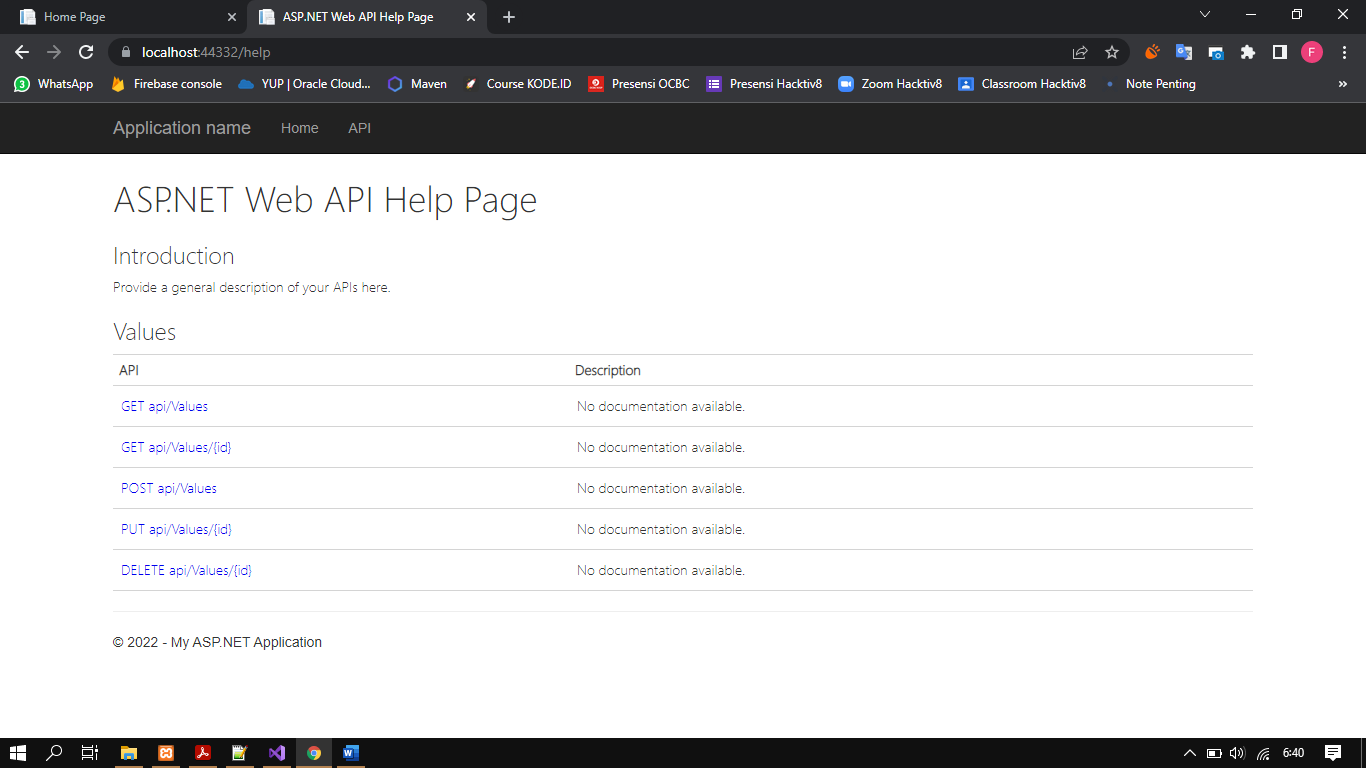 Home Page
ASP.NET Web API Help Page
localhost:44332/help
F
3
WhatsApp
Firebase console
YUP | Oracle Cloud...
Maven
Course KODE.ID
Presensi OCBC
Presensi Hacktiv8
Zoom Hacktiv8
Classroom Hacktiv8
Note Penting
»
Application name
Home
API
ASP.NET Web API Help Page
Introduction
Provide a general description of your APIs here.
Values
API Description
GET api/Values No documentation available.
GET api/Values/{id} No documentation available.
POST api/Values No documentation available.
PUT api/Values/{id} No documentation available.
DELETE api/Values/{id} No documentation available.
© 2022 - My ASP.NET Application
6:40